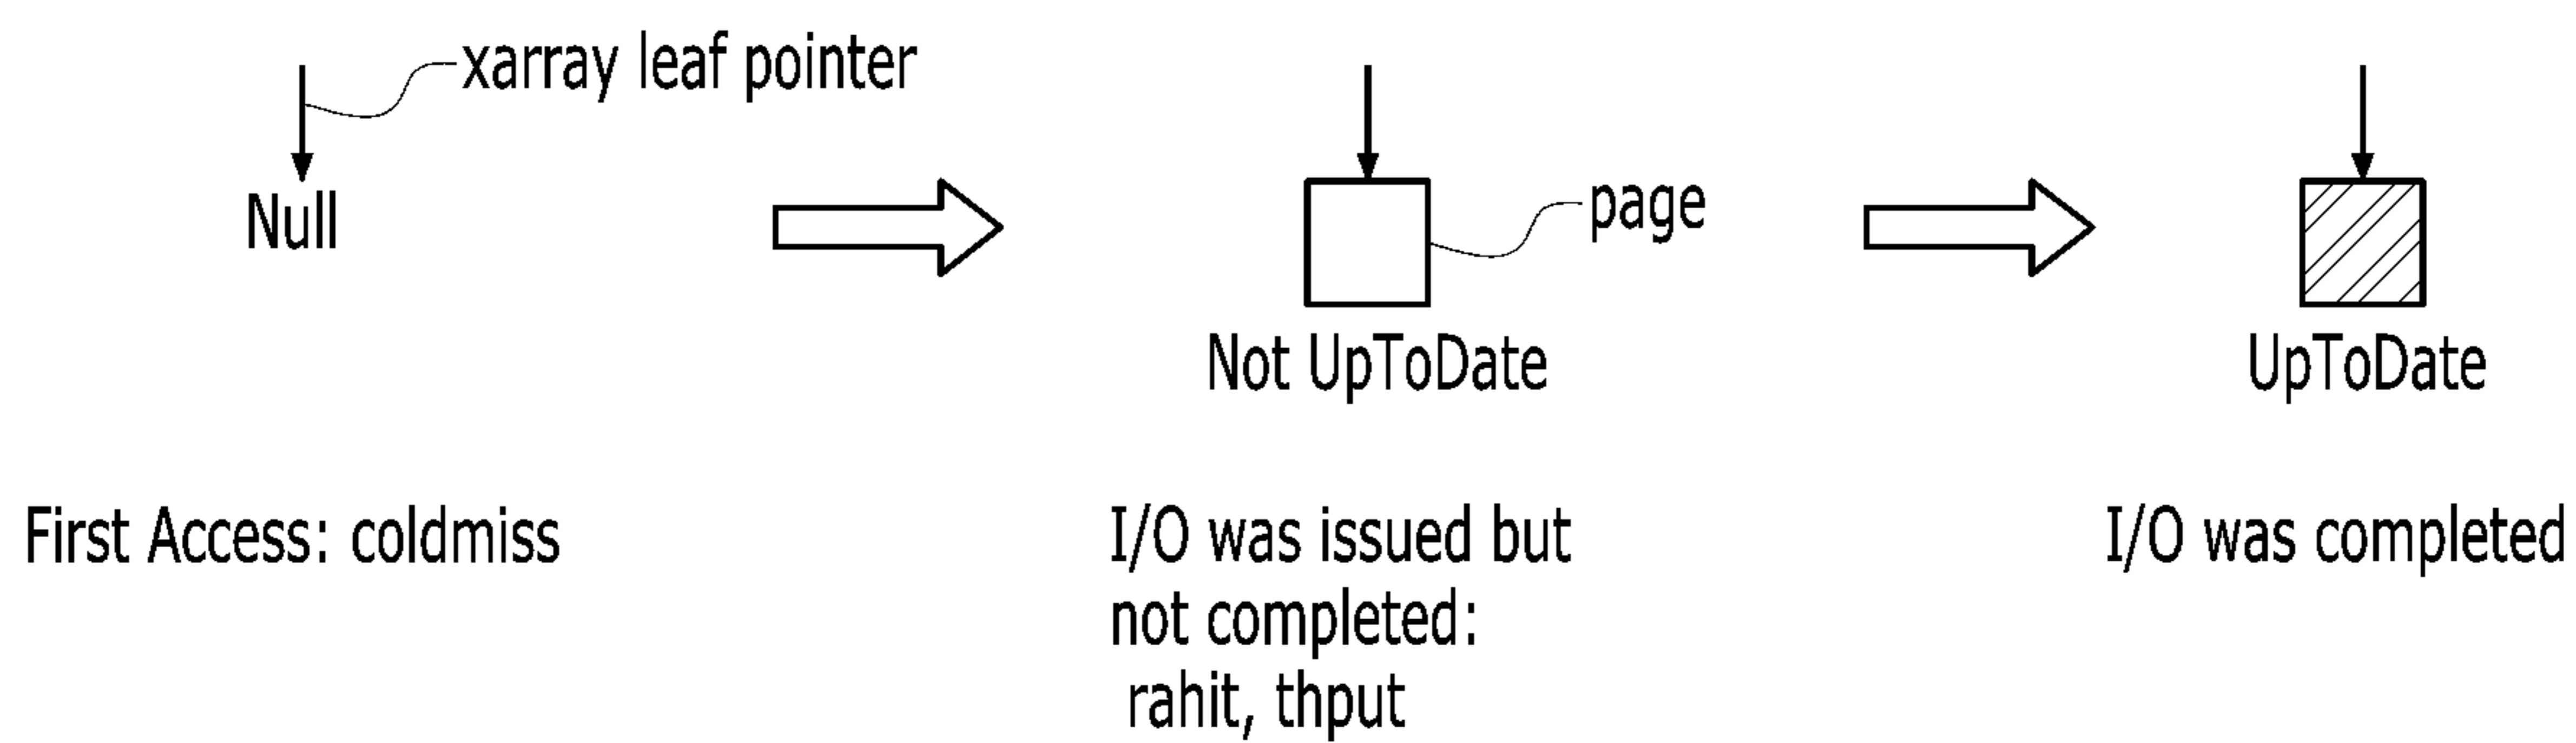 xarray leaf pointer
Null
page
Not UpToDate
UpToDate
First Access: coldmiss
I/O was issued but
not completed:
rahit, thput
I/O was completed